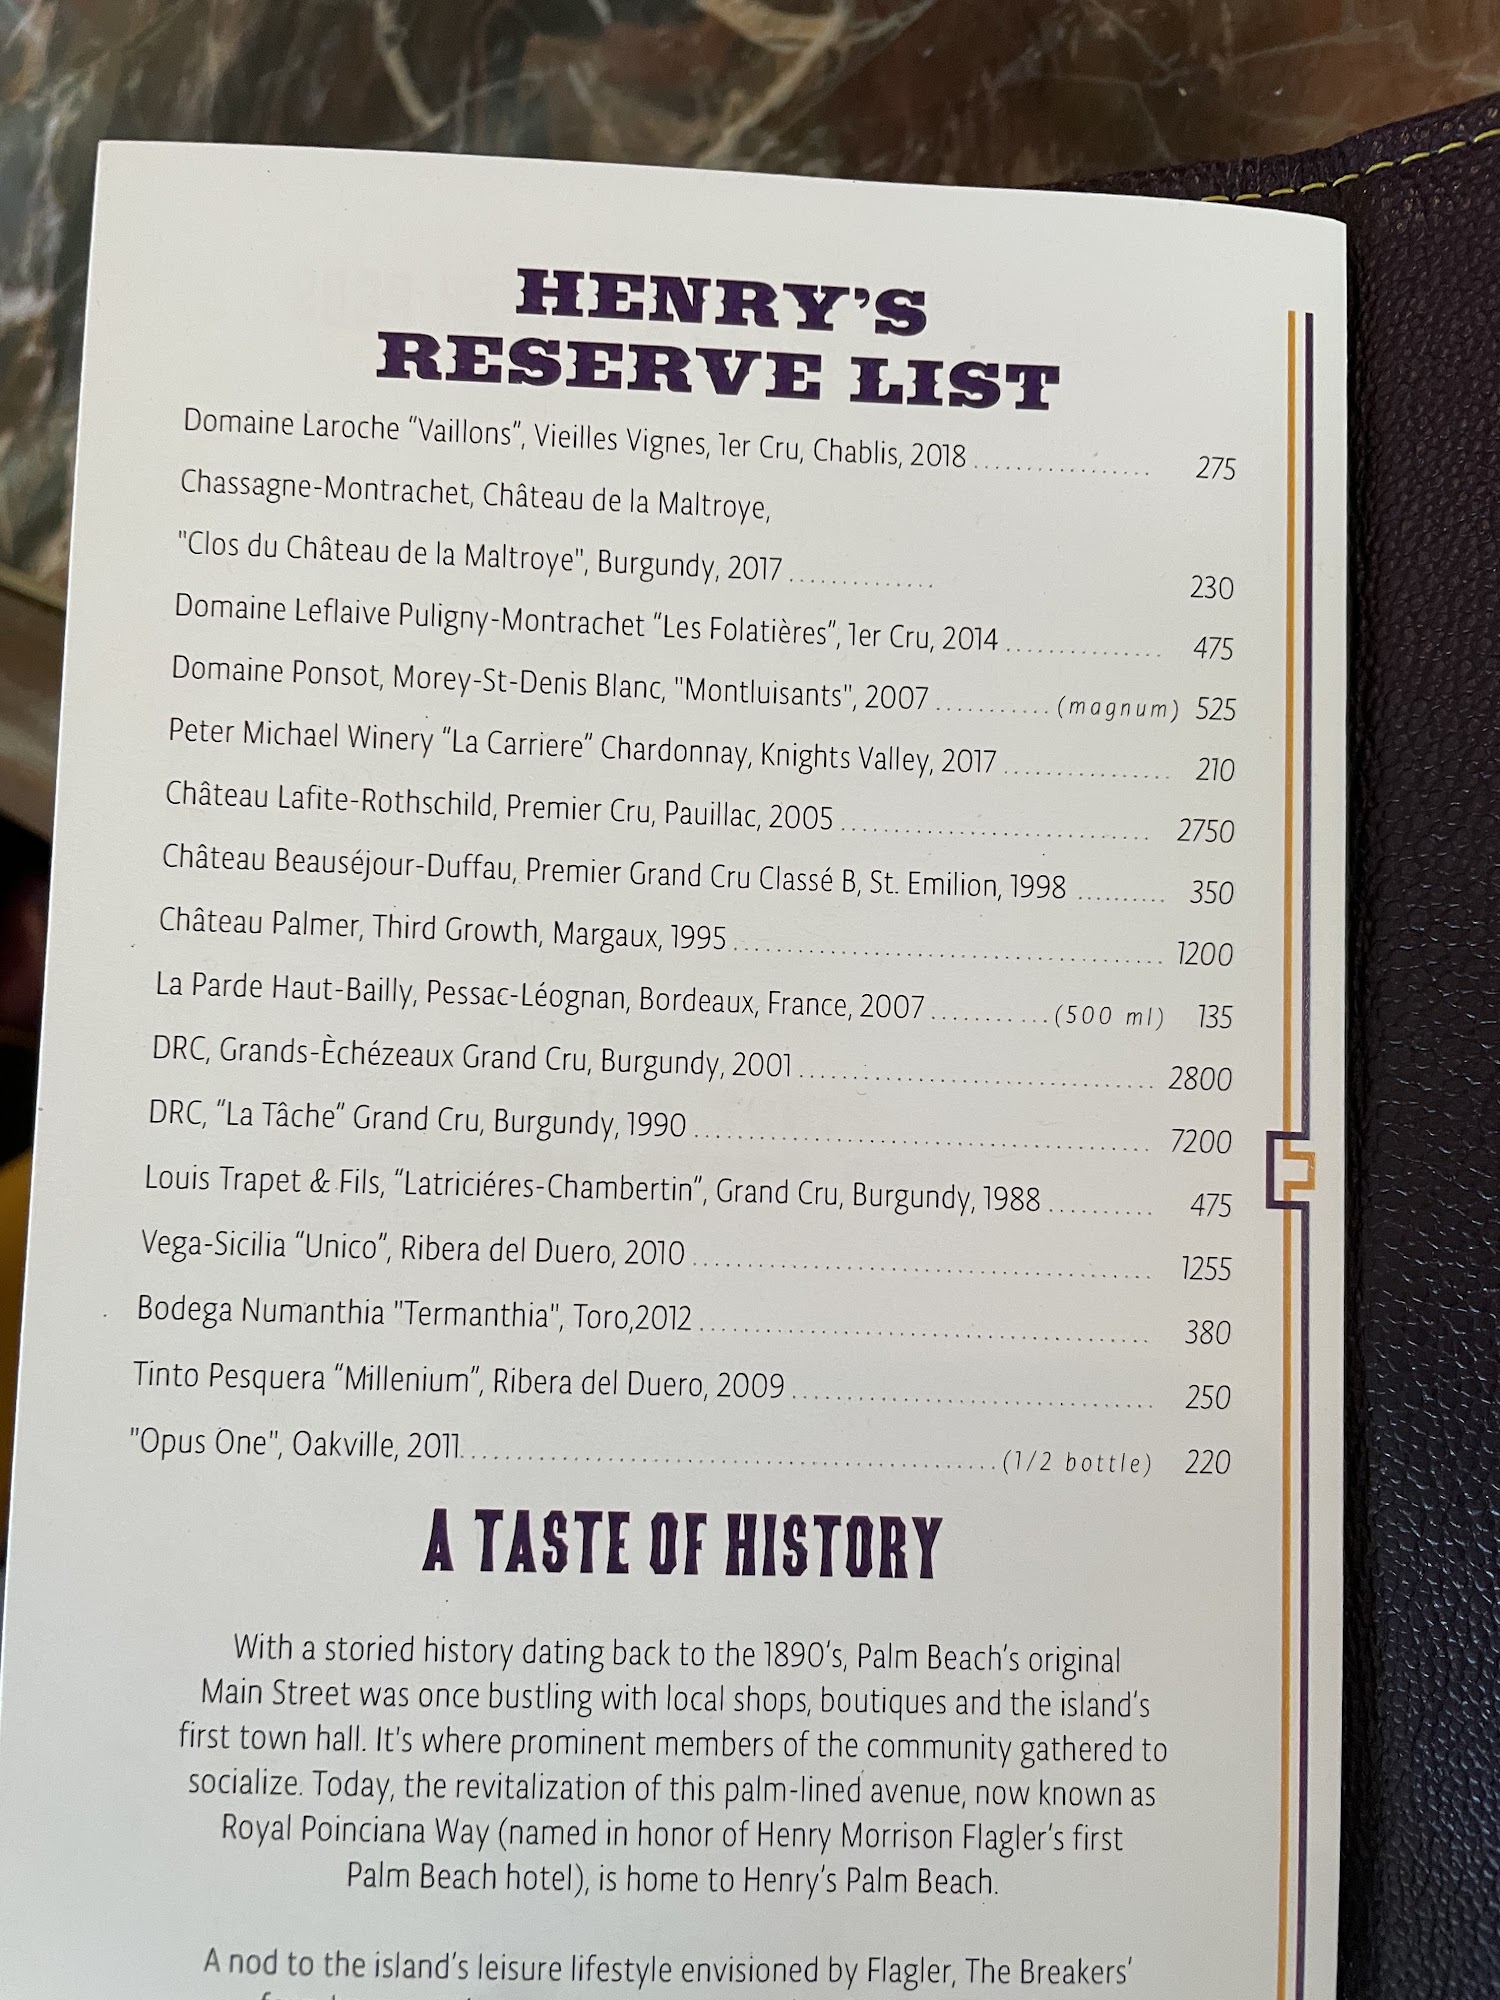 HENRY'S
RESERVE LIST
Domaine Laroche “Vaillons”, Vieilles Vignes, 1er Cru, Chablis, 2018 ................. 275
Chassagne-Montrachet, Château de la Maltroye,
"Clos du Château de la Maltroye", Burgundy, 2017 .............. 230
Domaine Leflaive Puligny-Montrachet “Les Folatières”, 1er Cru, 2014 ............... 475
Domaine Ponsot, Morey-St-Denis Blanc, "Montluisants", 2007 ........... (magnum) 525
Peter Michael Winery “La Carriere” Chardonnay, Knights Valley, 2017 ................ 210
Château Lafite-Rothschild, Premier Cru, Pauillac, 2005 .............................. 2750
Château Beauséjour-Duffau, Premier Grand Cru Classé B, St. Emilion, 1998 .......... 350
Château Palmer, Third Growth, Margaux, 1995 .......................................... 1200
La Parde Haut-Bailly, Pessac-Léognan, Bordeaux, France, 2007 ........... (500 ml) 135
DRC, Grands-Èchézeaux Grand Cru, Burgundy, 2001 .................................. 2800
DRC, “La Tâche” Grand Cru, Burgundy, 1990 ............................................ 7200
Louis Trapet & Fils, “Latriciéres-Chambertin”, Grand Cru, Burgundy, 1988 .......... 475
Vega-Sicilia “Unico”, Ribera del Duero, 2010 ............................................ 1255
Bodega Numanthia "Termanthia", Toro,2012 ............................................ 380
Tinto Pesquera “Millenium”, Ribera del Duero, 2009 ................................... 250
"Opus One", Oakville, 2011 .................................................... (1/2 bottle) 220
A TASTE OF HISTORY
With a storied history dating back to the 1890's, Palm Beach's original
Main Street was once bustling with local shops, boutiques and the island's
first town hall. It's where prominent members of the community gathered to
socialize. Today, the revitalization of this palm-lined avenue, now known as
Royal Poinciana Way (named in honor of Henry Morrison Flagler's first
Palm Beach hotel), is home to Henry's Palm Beach.
A nod to the island's leisure lifestyle envisioned by Flagler, The Breakers'